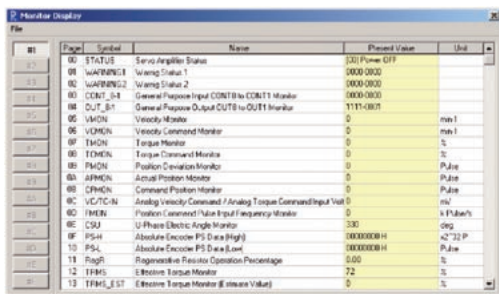 Monitor Display
File
01
Page Symbol Name Present Value Unit
00 STATUS Servo Amplifier Status [00] Power OFF
01 WARNING1 Warnig Status 1 0000-0000
02 WARNING2 Warnig Status 2 0000-0000
03 General Purpose Input CONT8 to CONT1 Monitor 0000-0000
04 General Purpose Output OUT8 to OUT1 Monitor
05 VMON Velocity Monitor 0 min-1
06 VCMON Velocity Command Monitor 0 min-1
07 TMON Torque Monitor 0 %
08 TCMON Torque Command Monitor 0 %
09 PMON Position Deviation Monitor 0 Pulse
0A APMON Actual Position Monitor 0 Pulse
0B CPMON Command Position Monitor 0 Pulse
0C VC/TC-IN Analog Velocity Command / Analog Torque Command Input Volt 0 mV
0D FMON Position Command Pulse Input Frequency Monitor 0 k Pulse/s
0E CSU U-Phase Electric Angle Monitor 330 deg
0F PS-H Absolute Encoder PS Data (High) 00000000 H x2^32 P
10 PS-L Absolute Encoder PS Data (Low) 00000000 H Pulse
11 RegR Regenerative Resistor Operation Percentage 0.00 %
12 TRMS Effective Torque Monitor 72 %
13 TRMS_EST Effective Torque Monitor (Estimate Value) 0 %